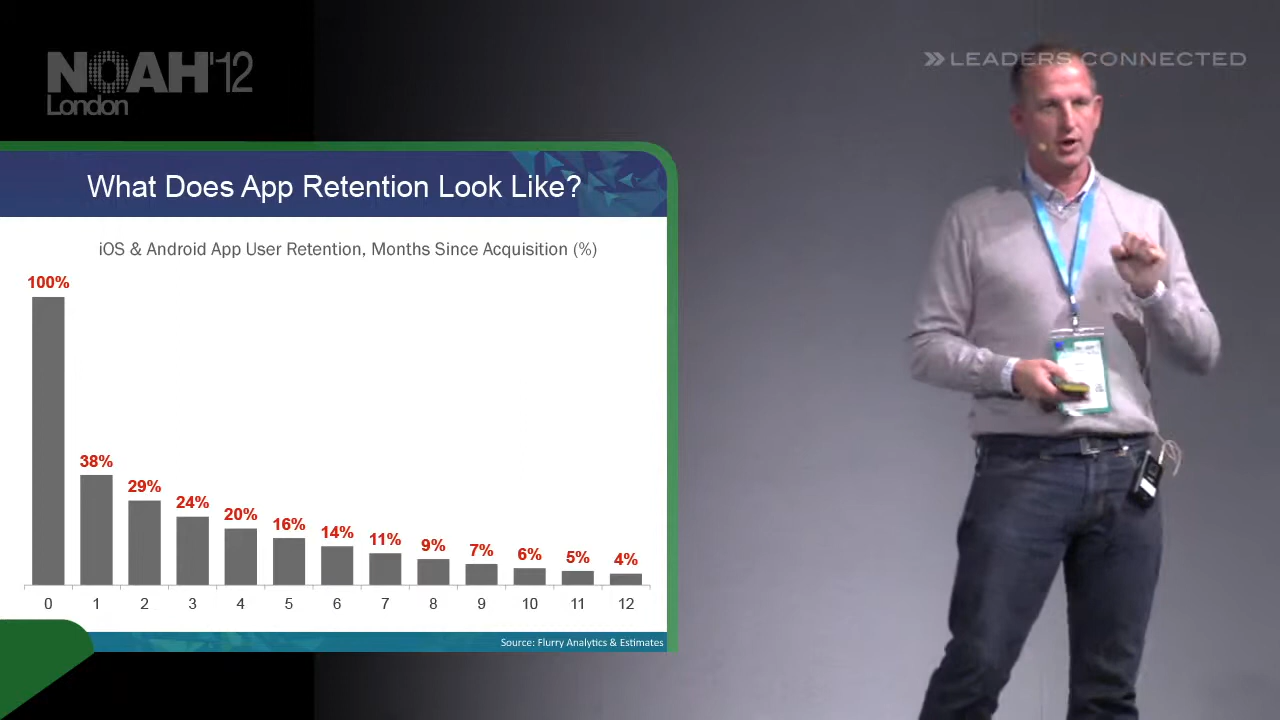 NOAH'12
London
LEADERS CONNECTED
What Does App Retention Look Like?
iOS & Android App User Retention, Months Since Acquisition (%)
100%
38%
29%
24%
20%
16%
14%
11%
9%
7%
6%
5%
4%
0 1 2 3 4 5 6 7 8 9 10 11 12
Source: Flurry Analytics & Estimates